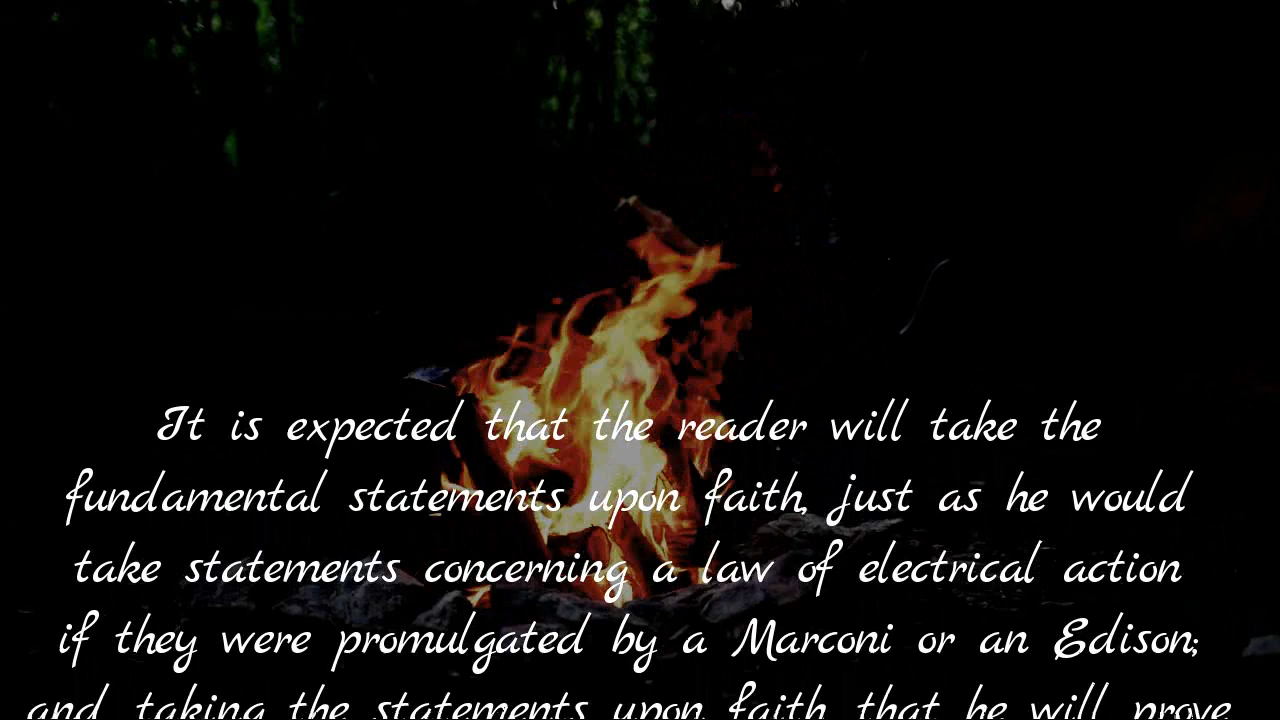 It is expected that the reader will take the
fundamental statements upon faith, just as he would
take statements concerning a law of electrical action
if they were promulgated by a Marconi or an Edison;
and, taking the statements upon faith, that he will prove